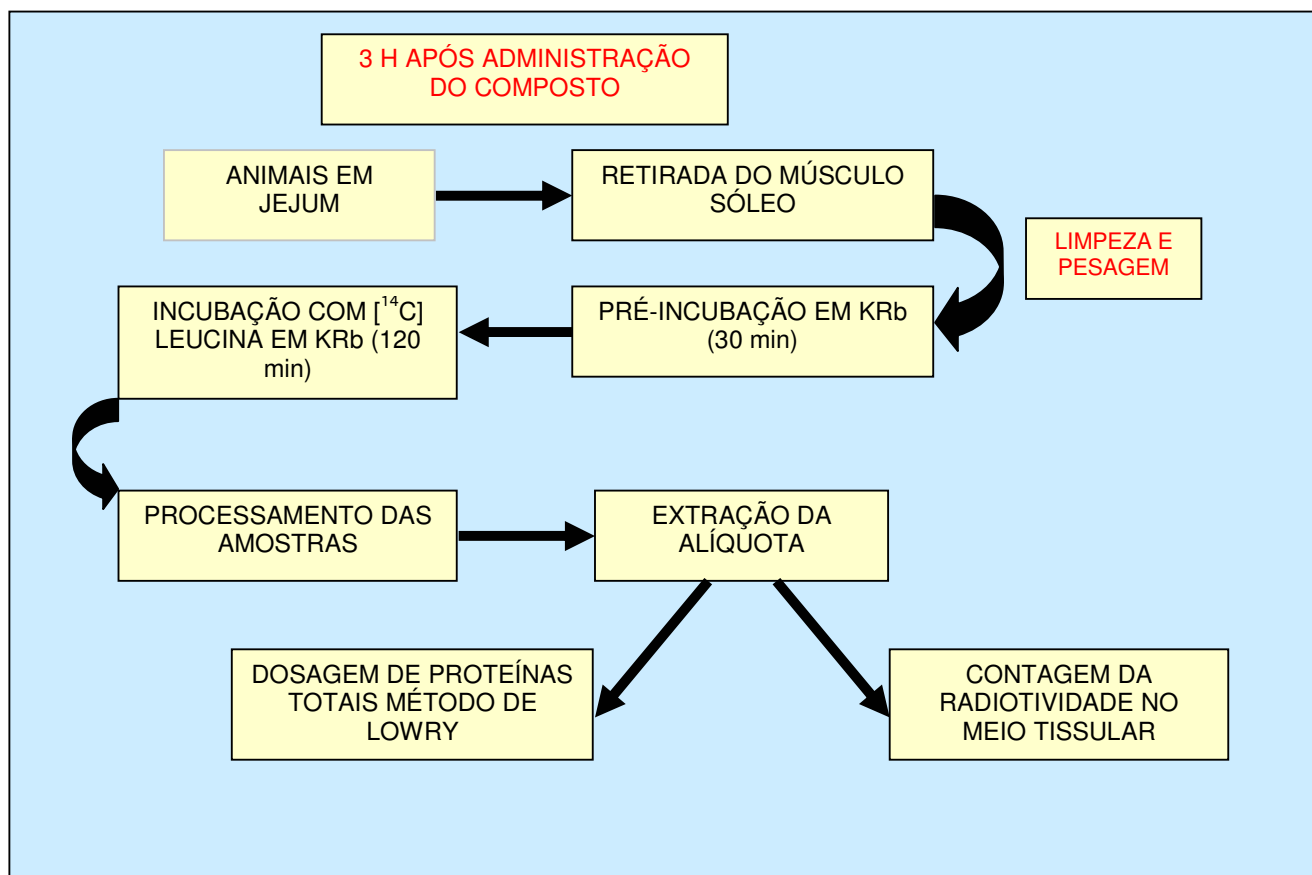 3 H APÓS ADMINISTRAÇÃO
DO COMPOSTO
ANIMAIS EM
JEJUM
RETIRADA DO MÚSCULO
SÓLEO
LIMPEZA E
PESAGEM
PRÉ-INCUBAÇÃO EM KRb
(30 min)
INCUBAÇÃO COM [¹⁴C]
LEUCINA EM KRb (120
min)
PROCESSAMENTO DAS
AMOSTRAS
EXTRAÇÃO DA
ALÍQUOTA
DOSAGEM DE PROTEÍNAS
TOTAIS MÉTODO DE
LOWRY
CONTAGEM DA
RADIOTIVIDADE NO
MEIO TISSULAR